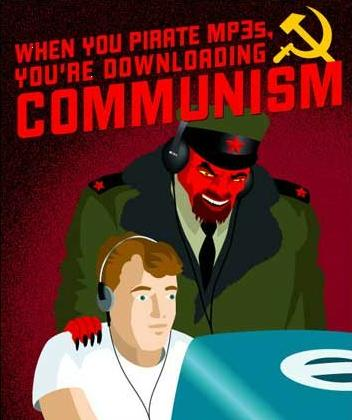 WHEN YOU PIRATE MP3s,
YOU'RE DOWNLOADING
COMMUNISM